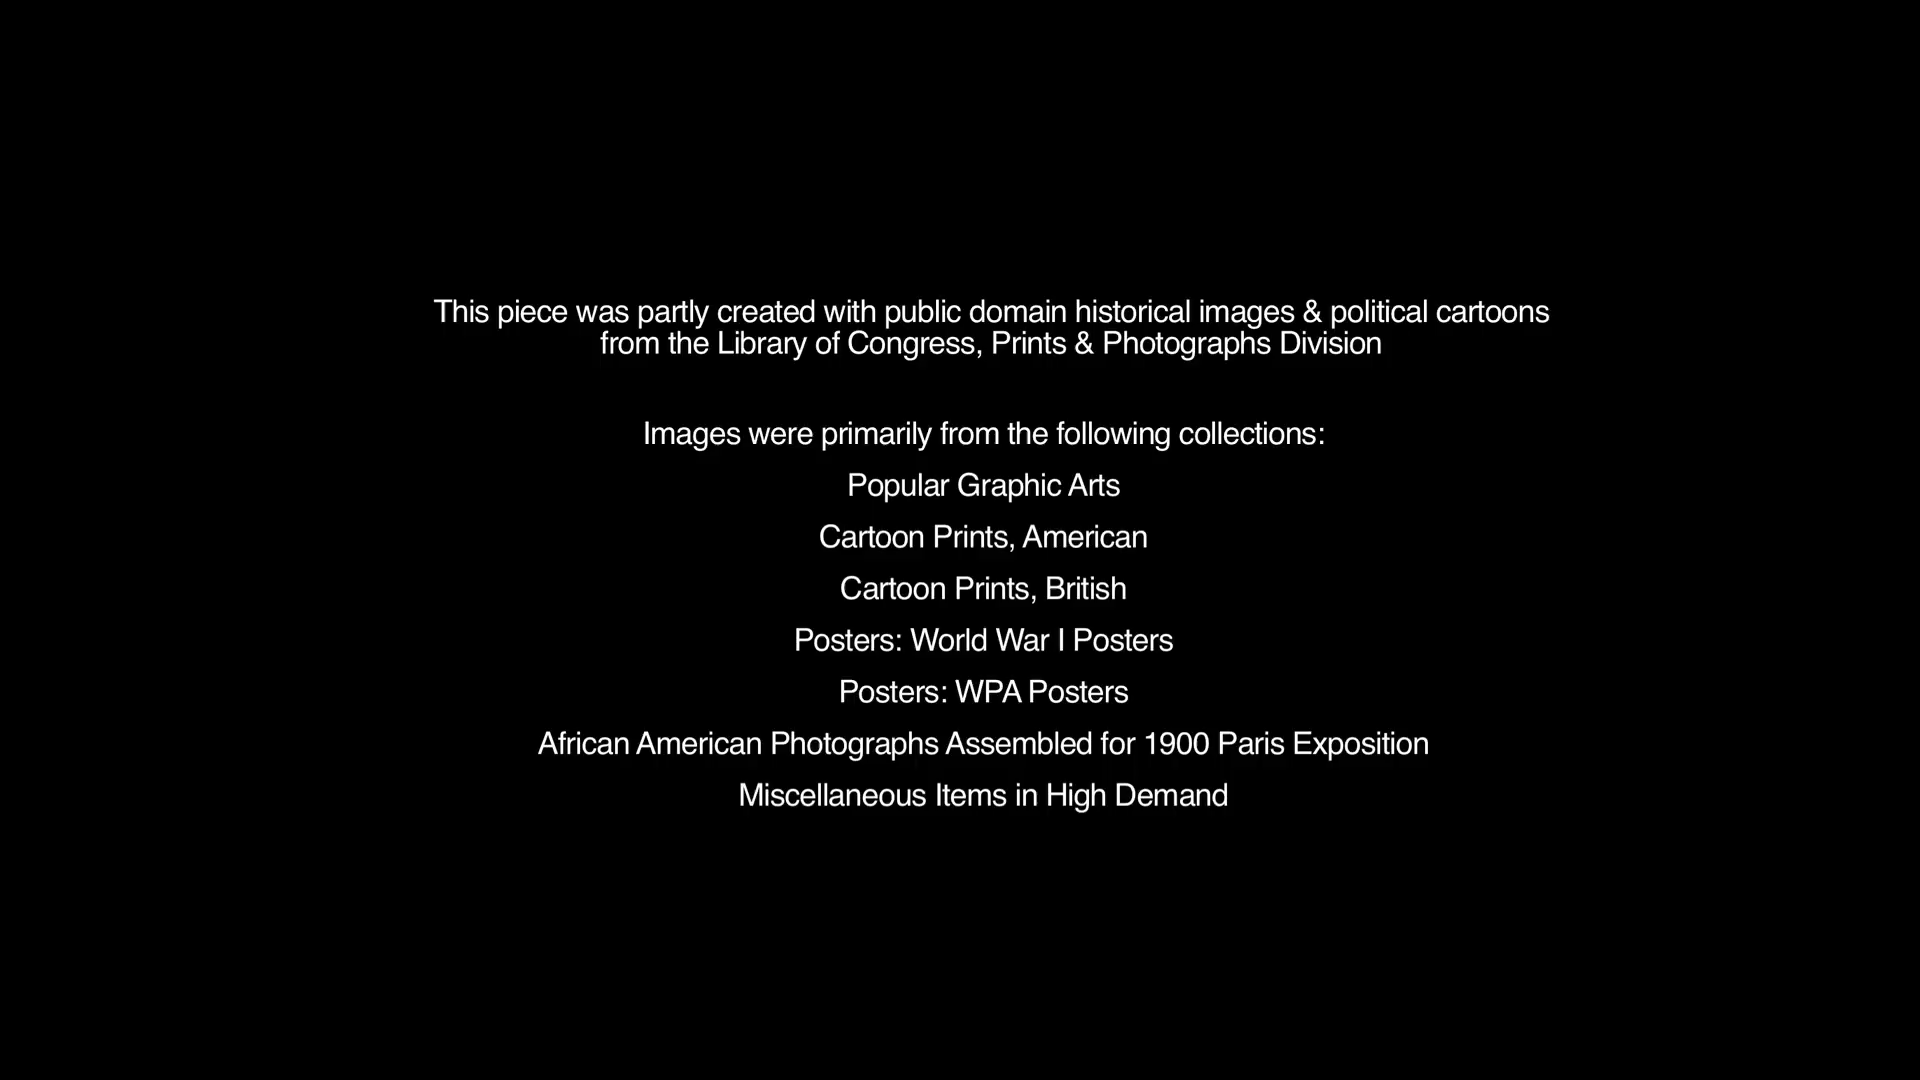 This piece was partly created with public domain historical images & political cartoons
from the Library of Congress, Prints & Photographs Division
Images were primarily from the following collections:
Popular Graphic Arts
Cartoon Prints, American
Cartoon Prints, British
Posters: World War I Posters
Posters: WPA Posters
African American Photographs Assembled for 1900 Paris Exposition
Miscellaneous Items in High Demand